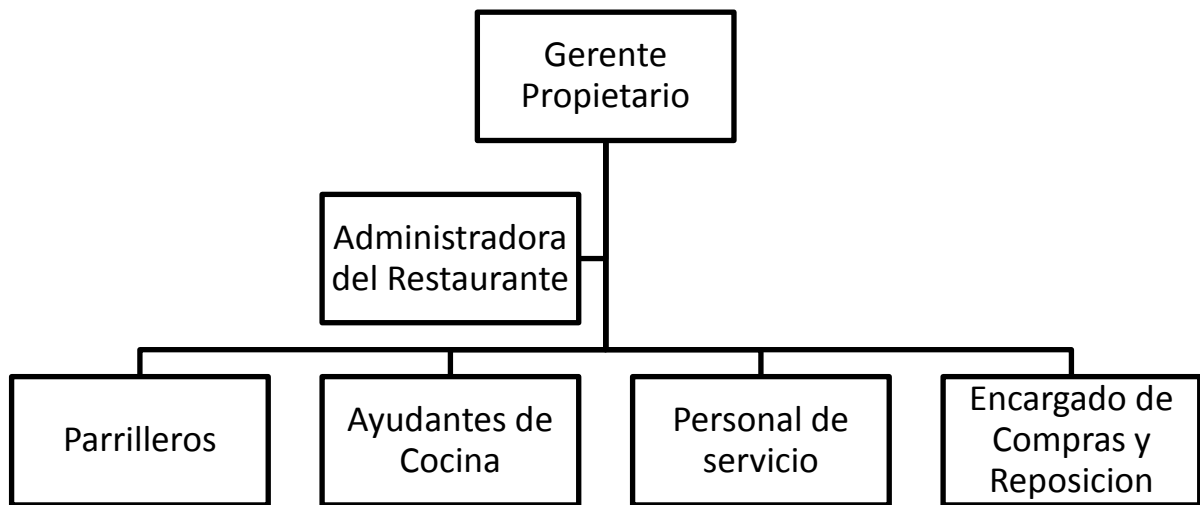 Gerente
Propietario
Administradora
del Restaurante
Parrilleros
Ayudantes de
Cocina
Personal de
servicio
Encargado de
Compras y
Reposicion